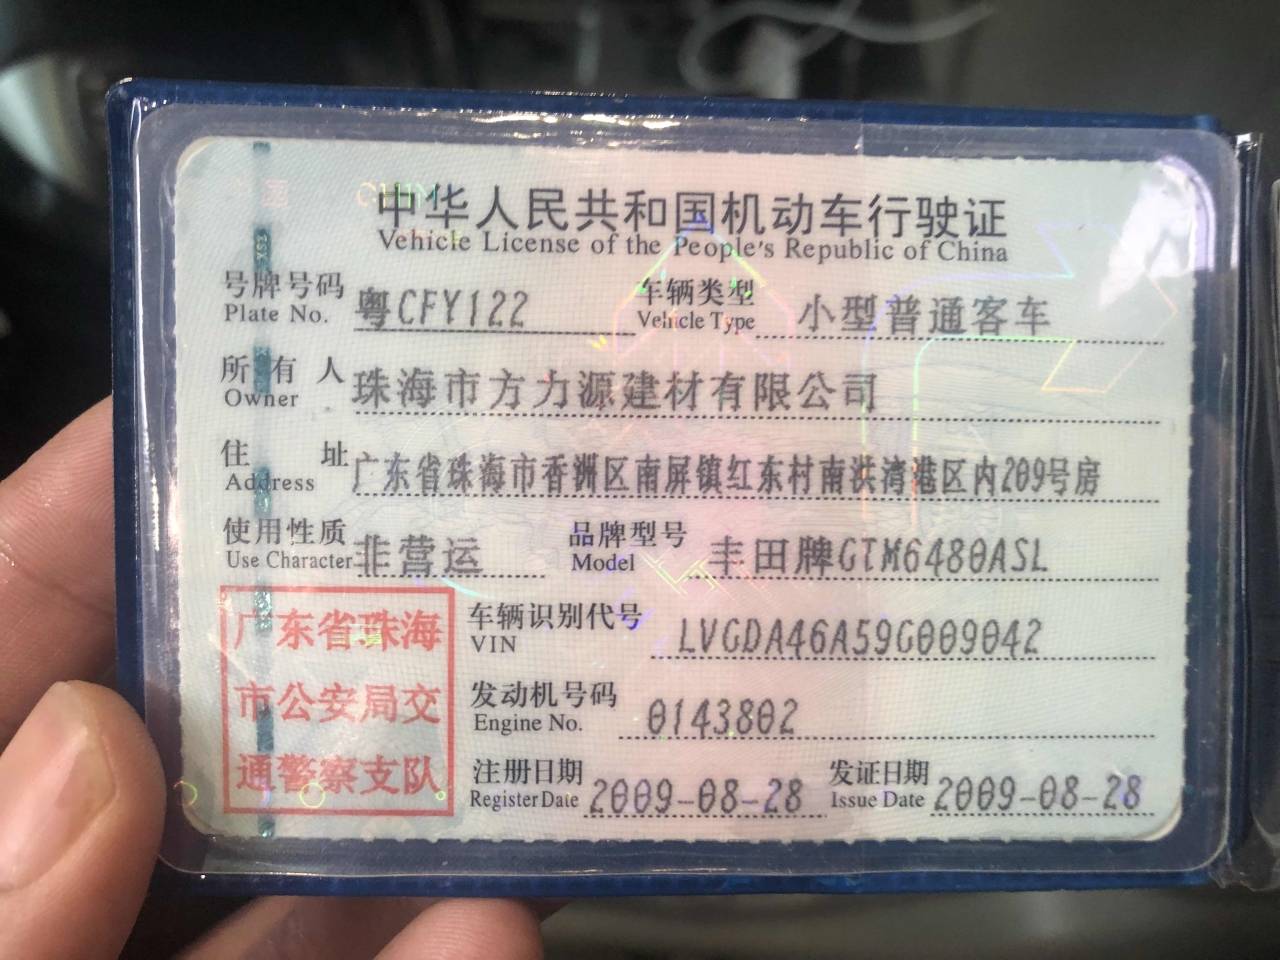 中华人民共和国机动车行驶证
Vehicle License of the People's Republic of China
号牌号码 粤CFY122 车辆类型 小型普通客车
Plate No. Vehicle Type
所有人 珠海市方力源建材有限公司
Owner
住址 广东省珠海市香洲区南屏镇红东村南洪湾港区内209号房
Address
使用性质 非营运 品牌型号 丰田牌GTM6480ASL
Use Character Model
广东省珠海
市公安局交
通警察支队
车辆识别代号 LVGDA46A59G009042
VIN
发动机号码 0143802
Engine No.
注册日期 2009-08-28 发证日期 2009-08-28
Register Date Issue Date